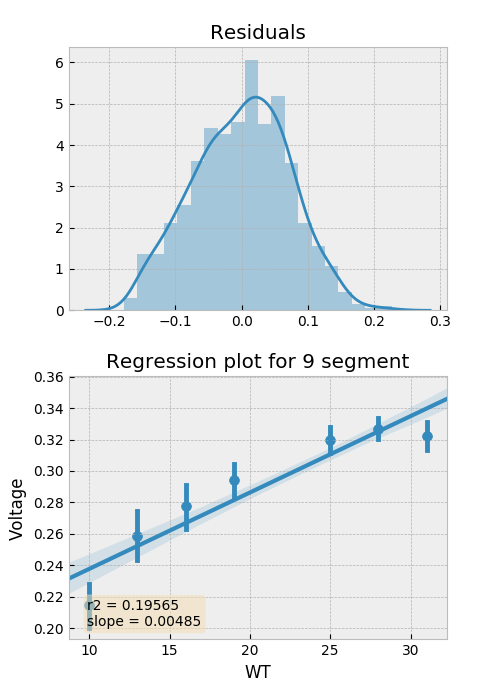 Residuals
6
5
4
3
2
1
0
−0.2 −0.1 0.0 0.1 0.2 0.3
Regression plot for 9 segment
0.36
0.34
0.32
0.30
0.28
0.26
0.24
0.22
0.20
Voltage
r2 = 0.19565
slope = 0.00485
10 15 20 25 30
WT